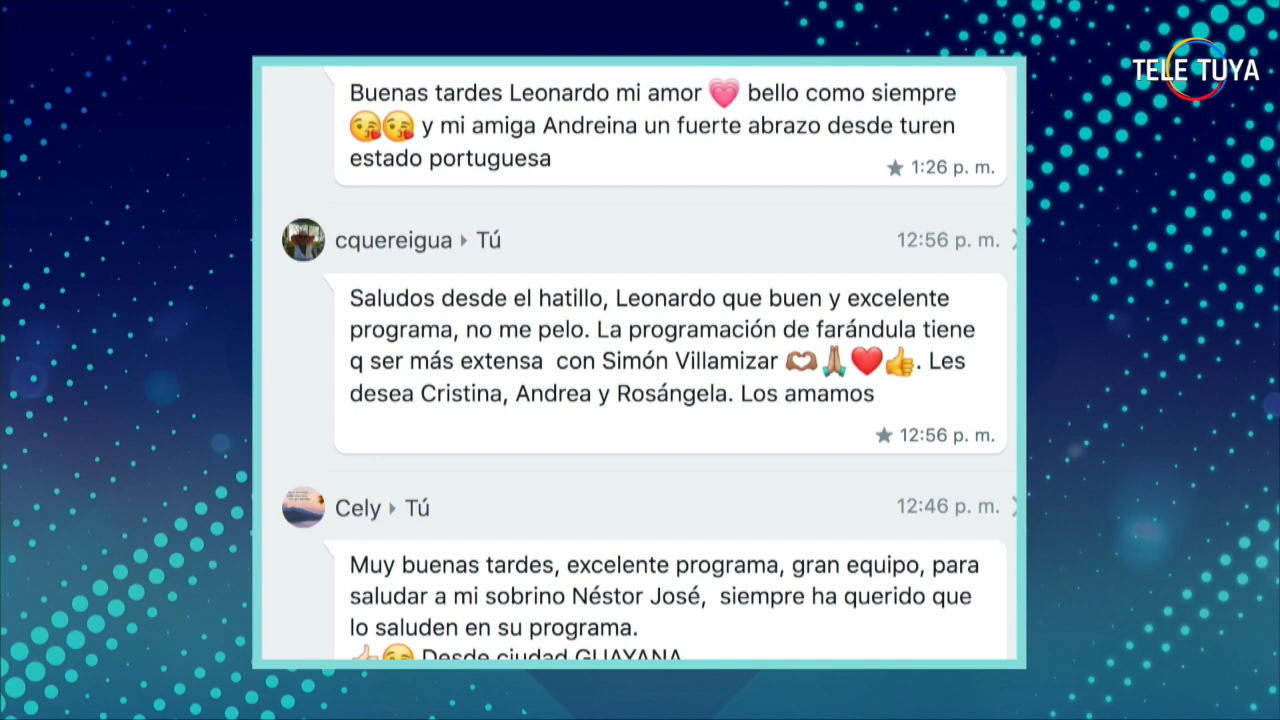 TELE TUYA
Buenas tardes Leonardo mi amor 💗 bello como siempre
😘😘 y mi amiga Andreina un fuerte abrazo desde turen
estado portuguesa
★ 1:26 p. m.
cquereigua ▸ Tú
12:56 p. m.
Saludos desde el hatillo, Leonardo que buen y excelente
programa, no me pelo. La programación de farándula tiene
q ser más extensa  con Simón Villamizar 🫶🏽🙏🏽❤️👍. Les
desea Cristina, Andrea y Rosángela. Los amamos
★ 12:56 p. m.
Cely ▸ Tú
12:46 p. m.
Muy buenas tardes, excelente programa, gran equipo, para
saludar a mi sobrino Néstor José,  siempre ha querido que
lo saluden en su programa.
👍🏻😘 Desde ciudad GUAYANA